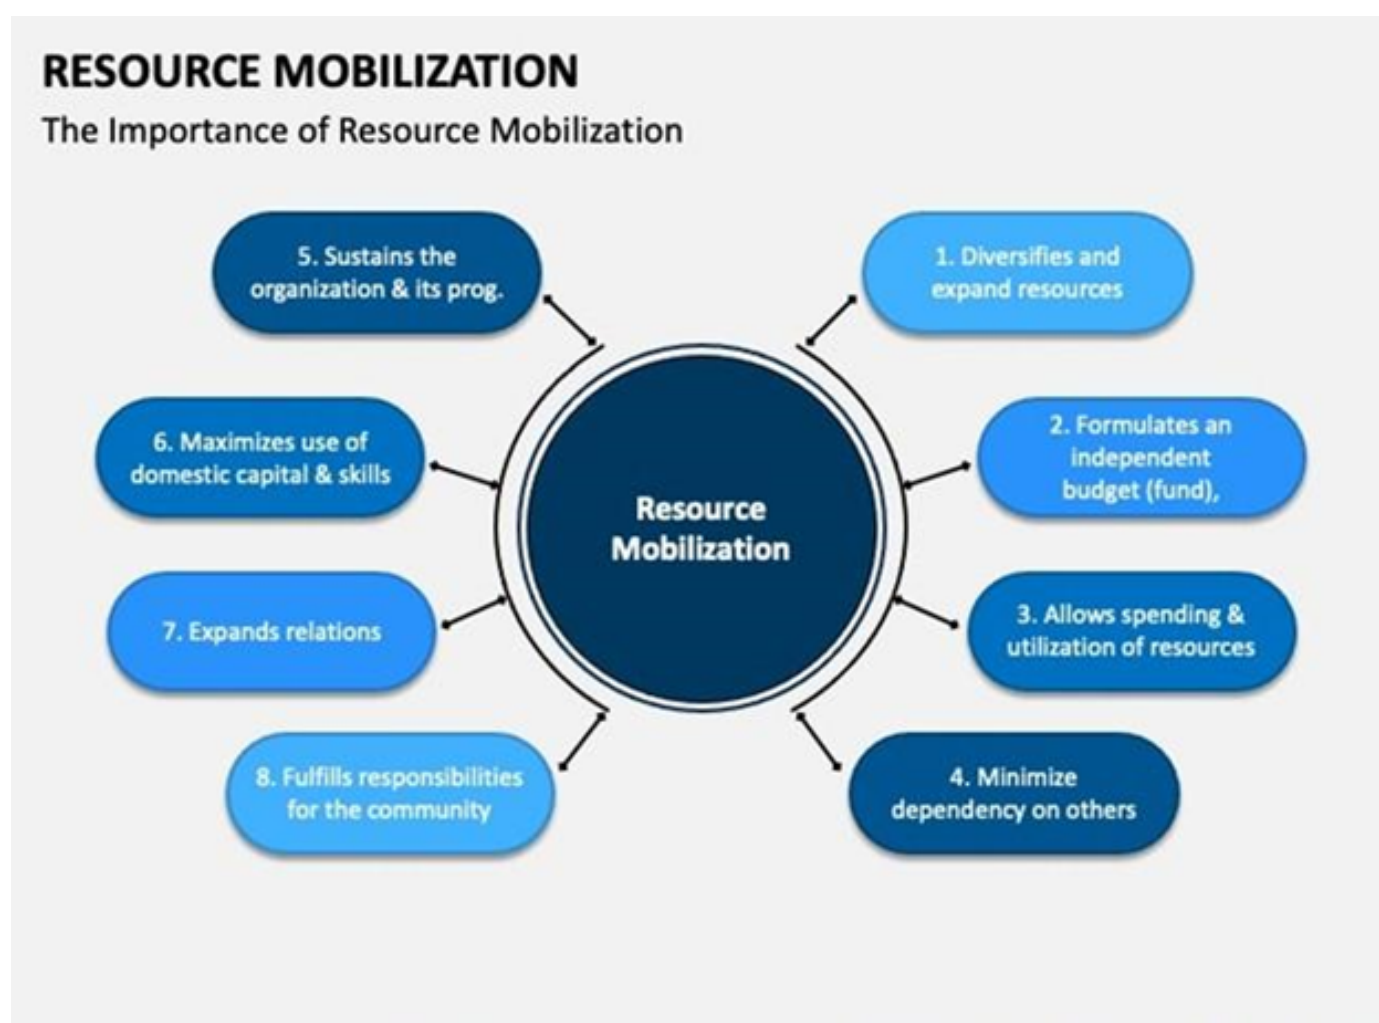 RESOURCE MOBILIZATION
The Importance of Resource Mobilization
5. Sustains the
organization & its prog.
1. Diversifies and
expand resources
6. Maximizes use of
domestic capital & skills
2. Formulates an
independent
budget (fund),
Resource
Mobilization
7. Expands relations
3. Allows spending &
utilization of resources
8. Fulfills responsibilities
for the community
4. Minimize
dependency on others